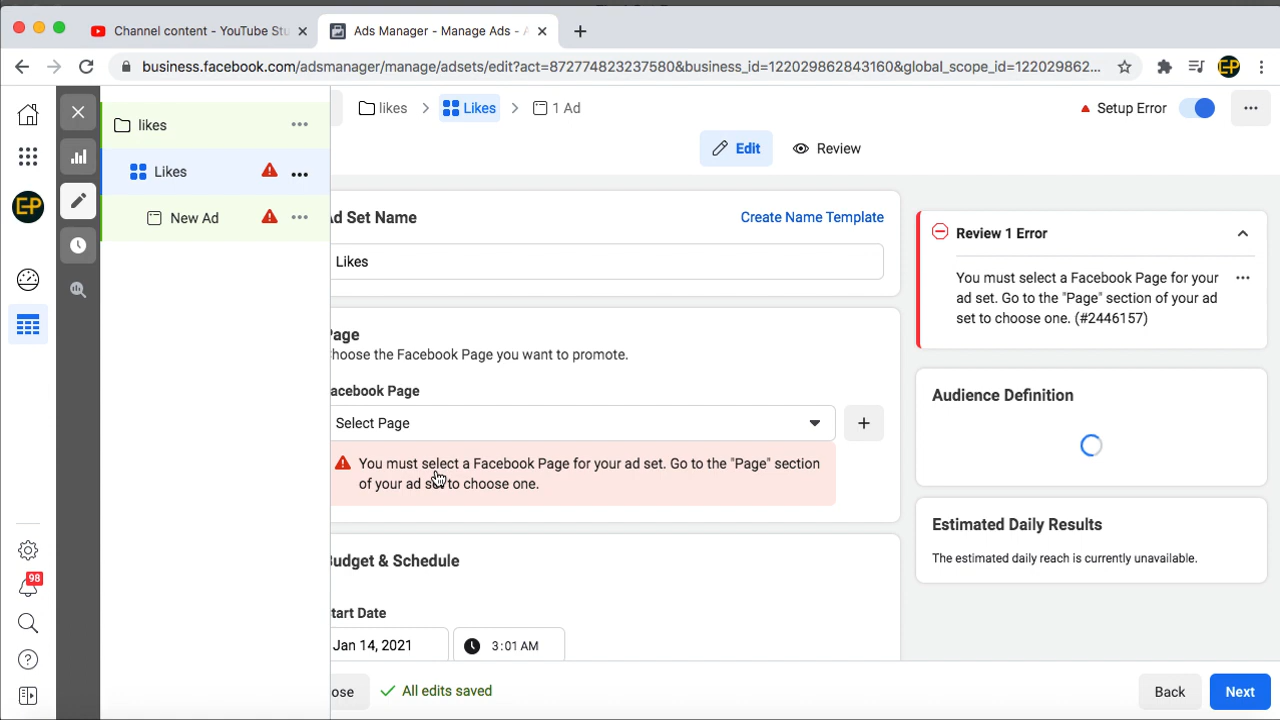 Channel content - YouTube Stu
Ads Manager - Manage Ads - A
business.facebook.com/adsmanager/manage/adsets/edit?act=872774823237580&business_id=122029862843160&global_scope_id=122029862...
EP
likes
Likes
New Ad
EP
98
likes
Likes
1 Ad
Setup Error
Edit
Review
Ad Set Name
Create Name Template
Likes
Page
hoose the Facebook Page you want to promote.
acebook Page
Select Page
You must select a Facebook Page for your ad set. Go to the "Page" section
of your ad set to choose one.
udget & Schedule
tart Date
Jan 14, 2021
3:01 AM
ose
All edits saved
Back
Next
Review 1 Error
You must select a Facebook Page for your
ad set. Go to the "Page" section of your ad
set to choose one. (#2446157)
Audience Definition
Estimated Daily Results
The estimated daily reach is currently unavailable.